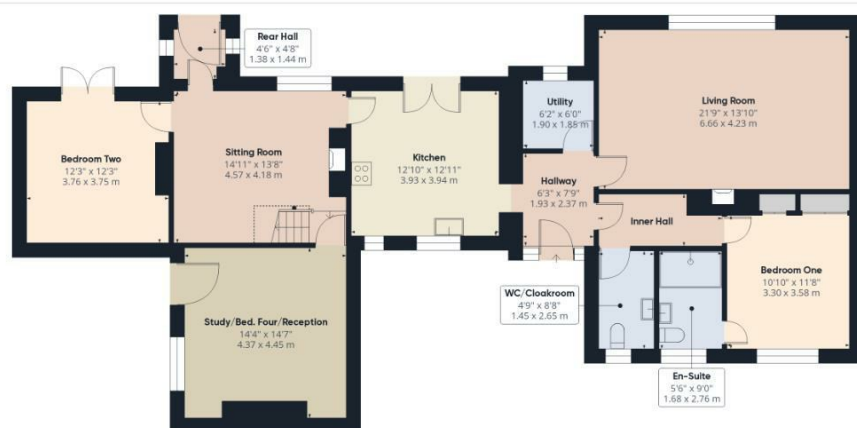 Rear Hall
4'6" x 4'8"
1.38 x 1.44 m
Bedroom Two
12'3" x 12'3"
3.76 x 3.75 m
Sitting Room
14'11" x 13'8"
4.57 x 4.18 m
Kitchen
12'10" x 12'11"
3.93 x 3.94 m
Utility
6'2" x 6'0"
1.90 x 1.85 m
Living Room
21'9" x 13'10"
6.66 x 4.23 m
Hallway
6'3" x 7'9"
1.93 x 2.37 m
Inner Hall
Bedroom One
10'10" x 11'8"
3.30 x 3.58 m
WC/Cloakroom
4'9" x 8'8"
1.45 x 2.65 m
Study/Bed. Four/Reception
14'4" x 14'7"
4.37 x 4.45 m
En-Suite
5'6" x 9'0"
1.68 x 2.76 m